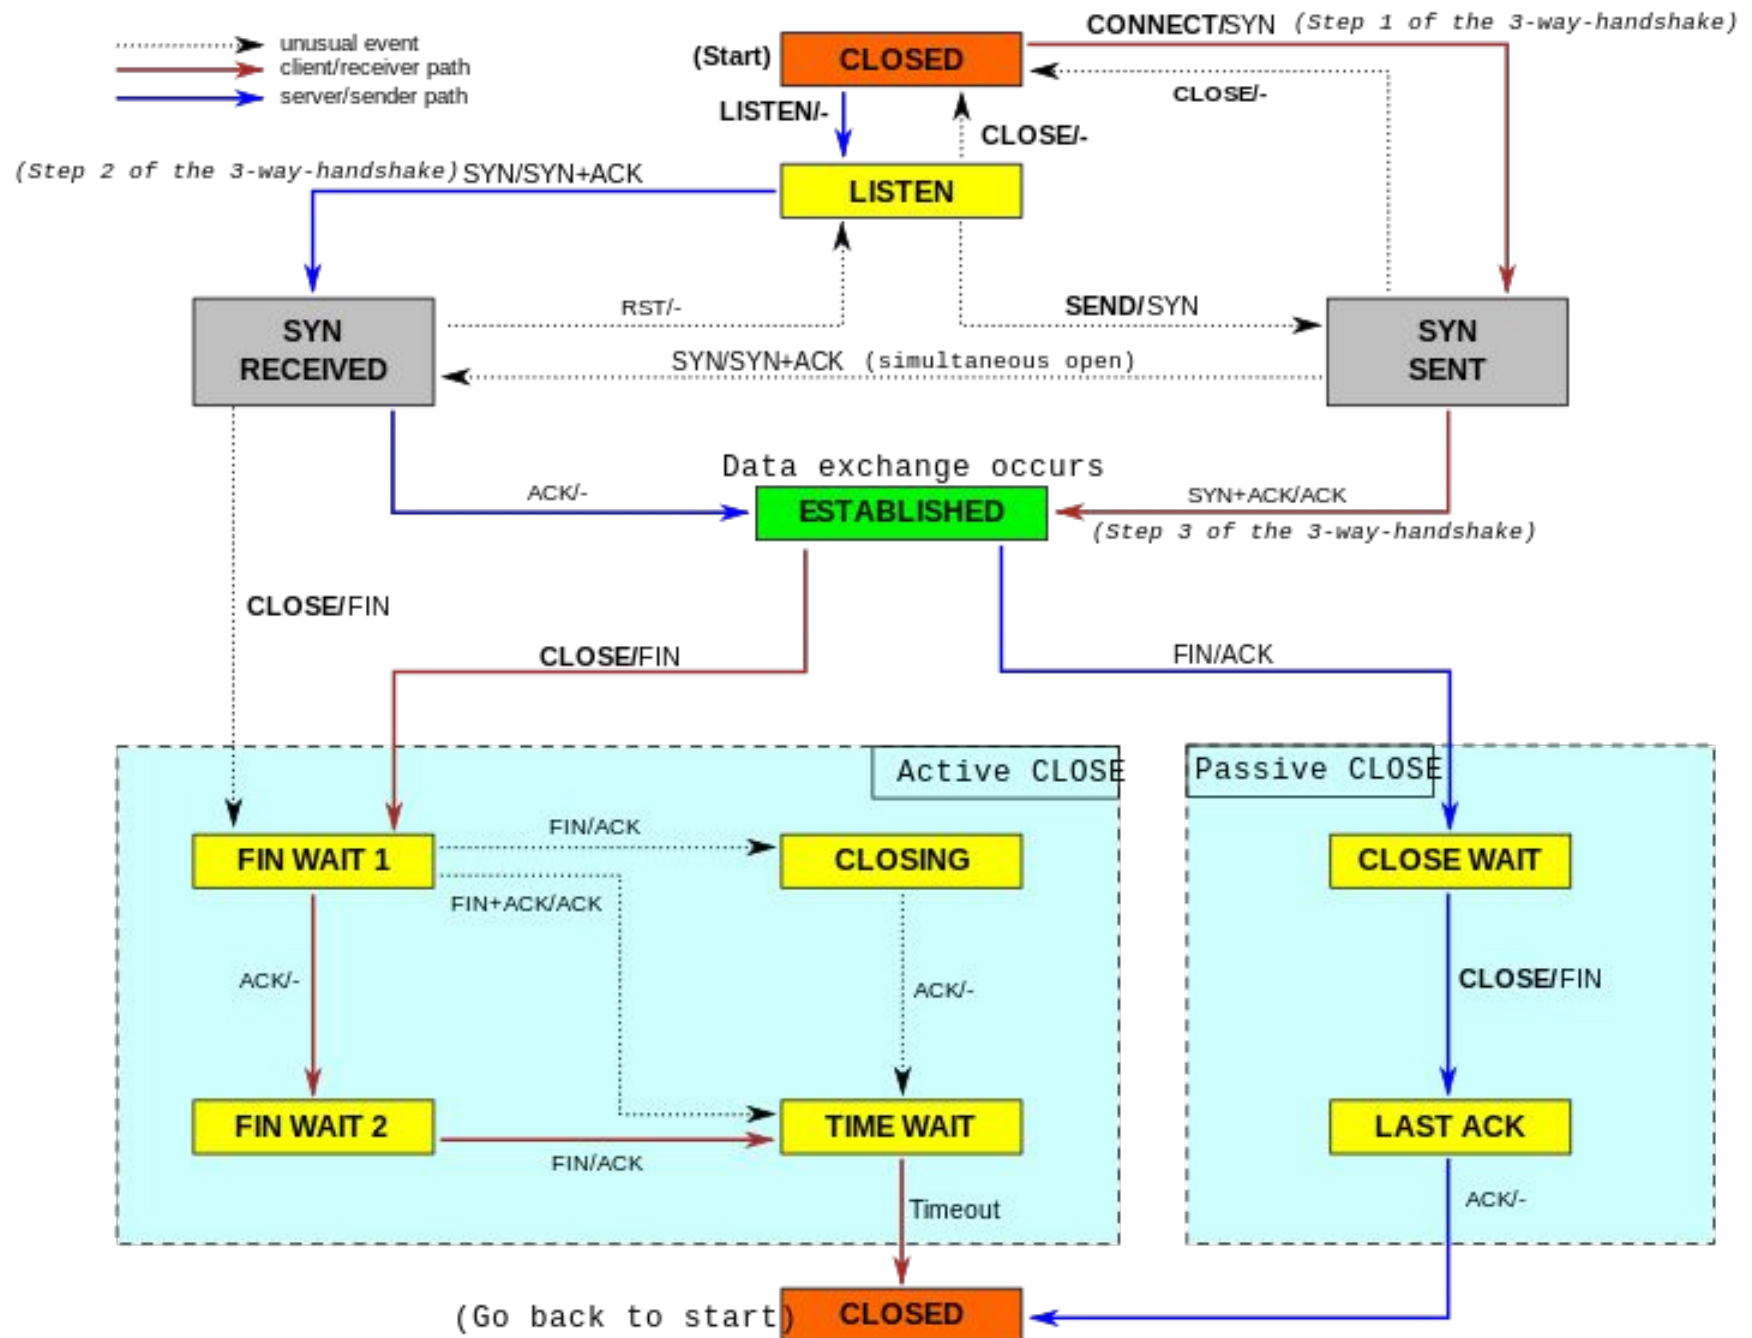 CONNECT/SYN (Step 1 of the 3-way-handshake)
unusual event
client/receiver path
server/sender path
(Start) CLOSED
CLOSE/-
LISTEN/-
CLOSE/-
(Step 2 of the 3-way-handshake) SYN/SYN+ACK
LISTEN
RST/-
SEND/SYN
SYN
RECEIVED
SYN
SENT
SYN/SYN+ACK (simultaneous open)
Data exchange occurs
ACK/-
ESTABLISHED
SYN+ACK/ACK
(Step 3 of the 3-way-handshake)
CLOSE/FIN
CLOSE/FIN
FIN/ACK
Active CLOSE
Passive CLOSE
FIN WAIT 1
FIN/ACK
CLOSING
CLOSE WAIT
FIN+ACK/ACK
ACK/-
ACK/-
CLOSE/FIN
FIN WAIT 2
TIME WAIT
LAST ACK
FIN/ACK
Timeout
ACK/-
(Go back to start) CLOSED